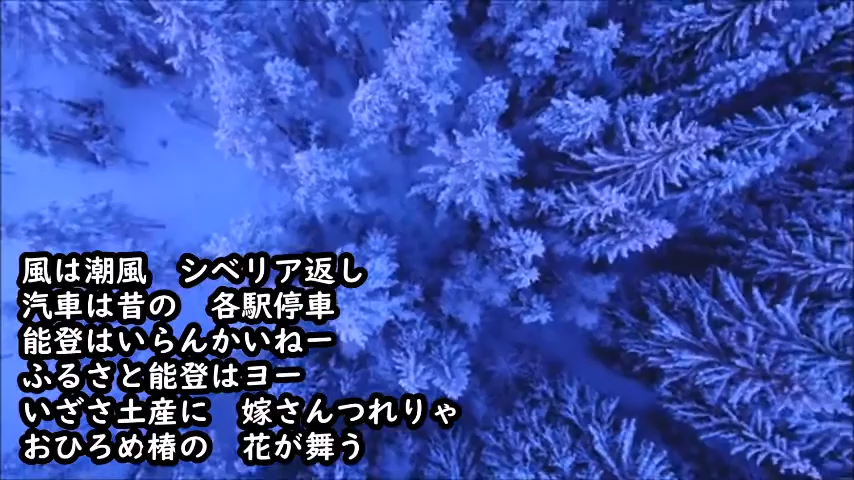 風は潮風　シベリア返し
汽車は昔の　各駅停車
能登はいらんかいねー
ふるさと能登はヨー
いざさ土産に　嫁さんつれりゃ
おひろめ椿の　花が舞う